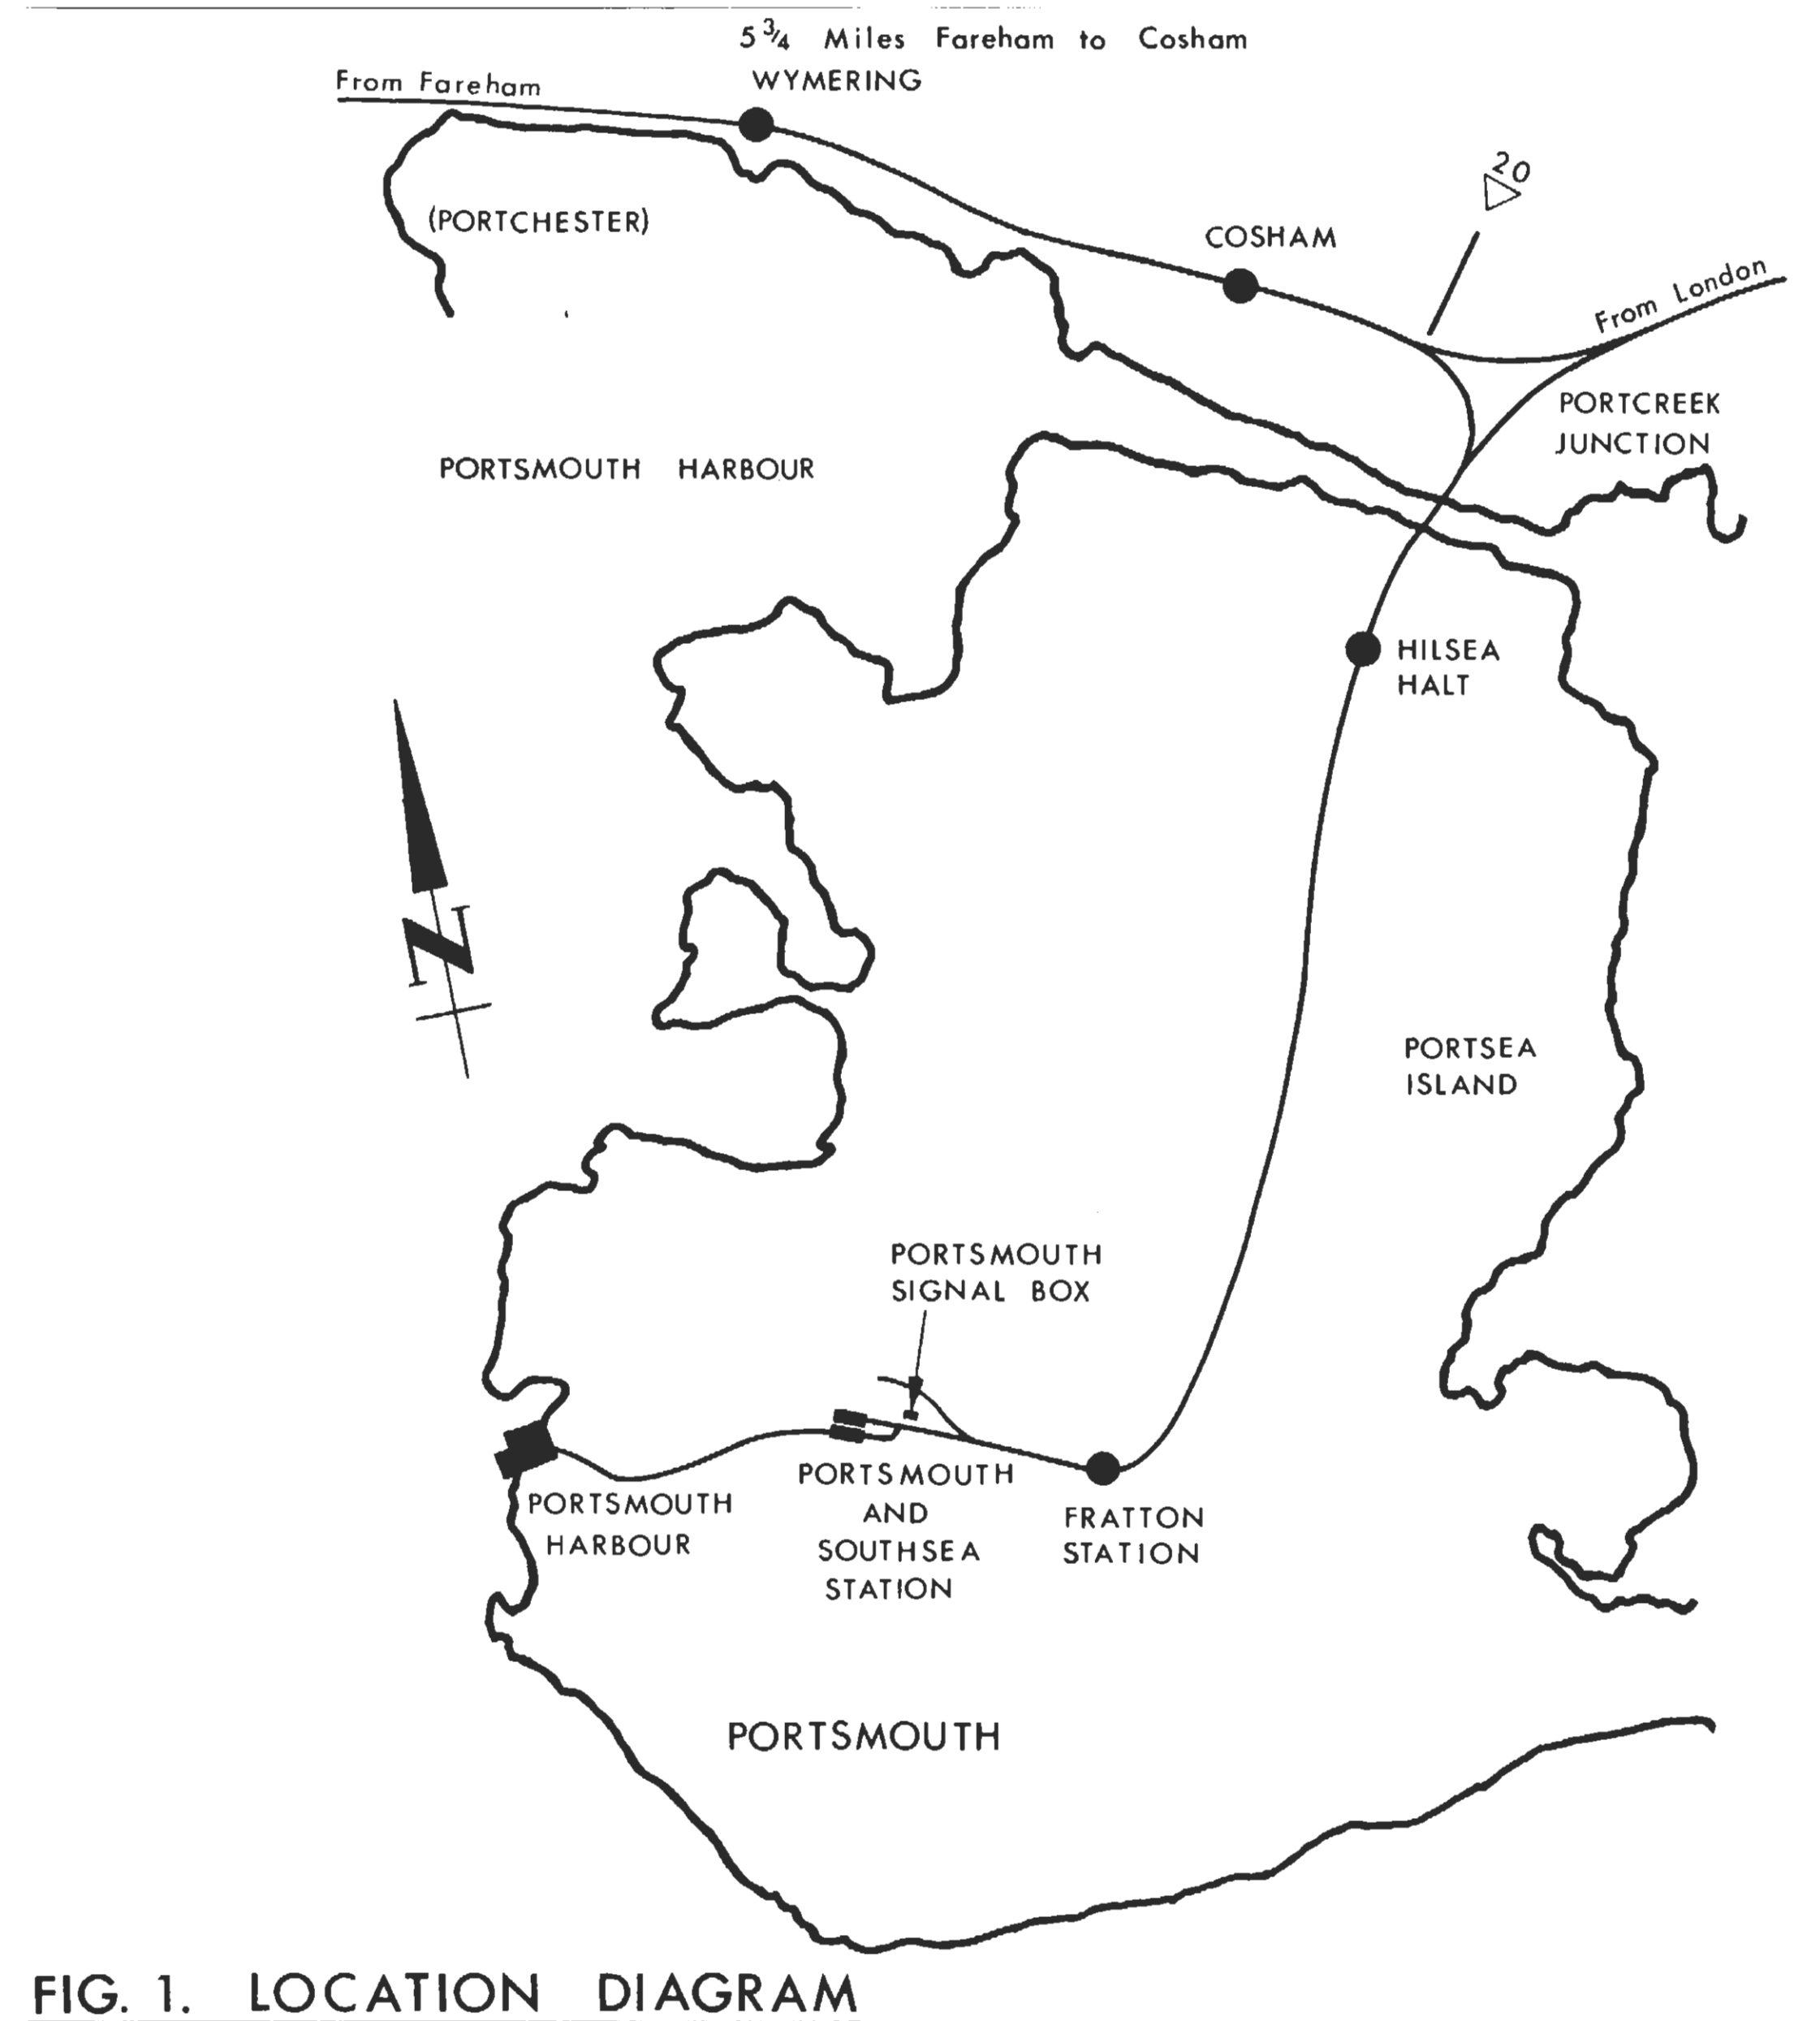 5 3/4 Miles Fareham to Cosham
From Fareham
WYMERING
20
(PORTCHESTER)
COSHAM
From London
PORTCREEK
JUNCTION
PORTSMOUTH HARBOUR
HILSEA
HALT
N
PORTSEA
ISLAND
PORTSMOUTH
SIGNAL BOX
PORTSMOUTH
HARBOUR
PORTSMOUTH
AND
SOUTHSEA
STATION
FRATTON
STATION
PORTSMOUTH
FIG. 1. LOCATION DIAGRAM